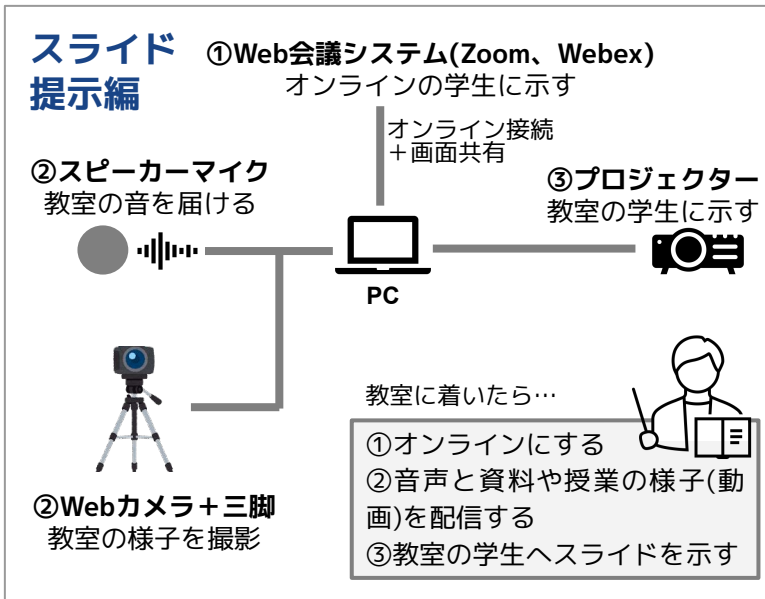 スライド
提示編
①Web会議システム(Zoom、Webex)
オンラインの学生に示す
オンライン接続
＋画面共有
②スピーカーマイク
教室の音を届ける
③プロジェクター
教室の学生に示す
PC
②Webカメラ＋三脚
教室の様子を撮影
教室に着いたら…
①オンラインにする
②音声と資料や授業の様子(動
画)を配信する
③教室の学生へスライドを示す